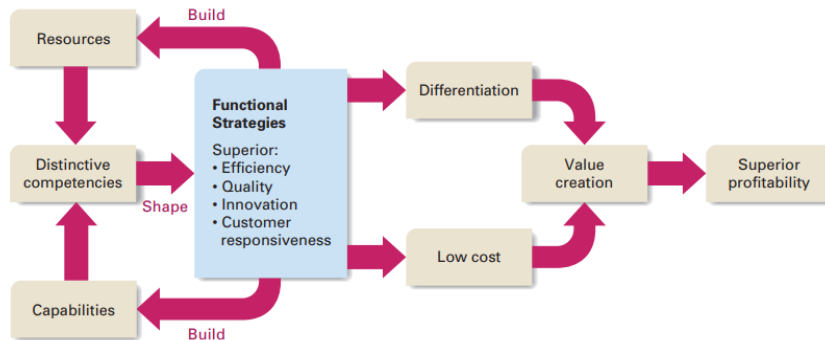 Build
Resources
Differentiation
Functional
Strategies
Superior:
• Efficiency
• Quality
• Innovation
• Customer
responsiveness
Distinctive
competencies
Shape
Value
creation
Superior
profitability
Low cost
Capabilities
Build